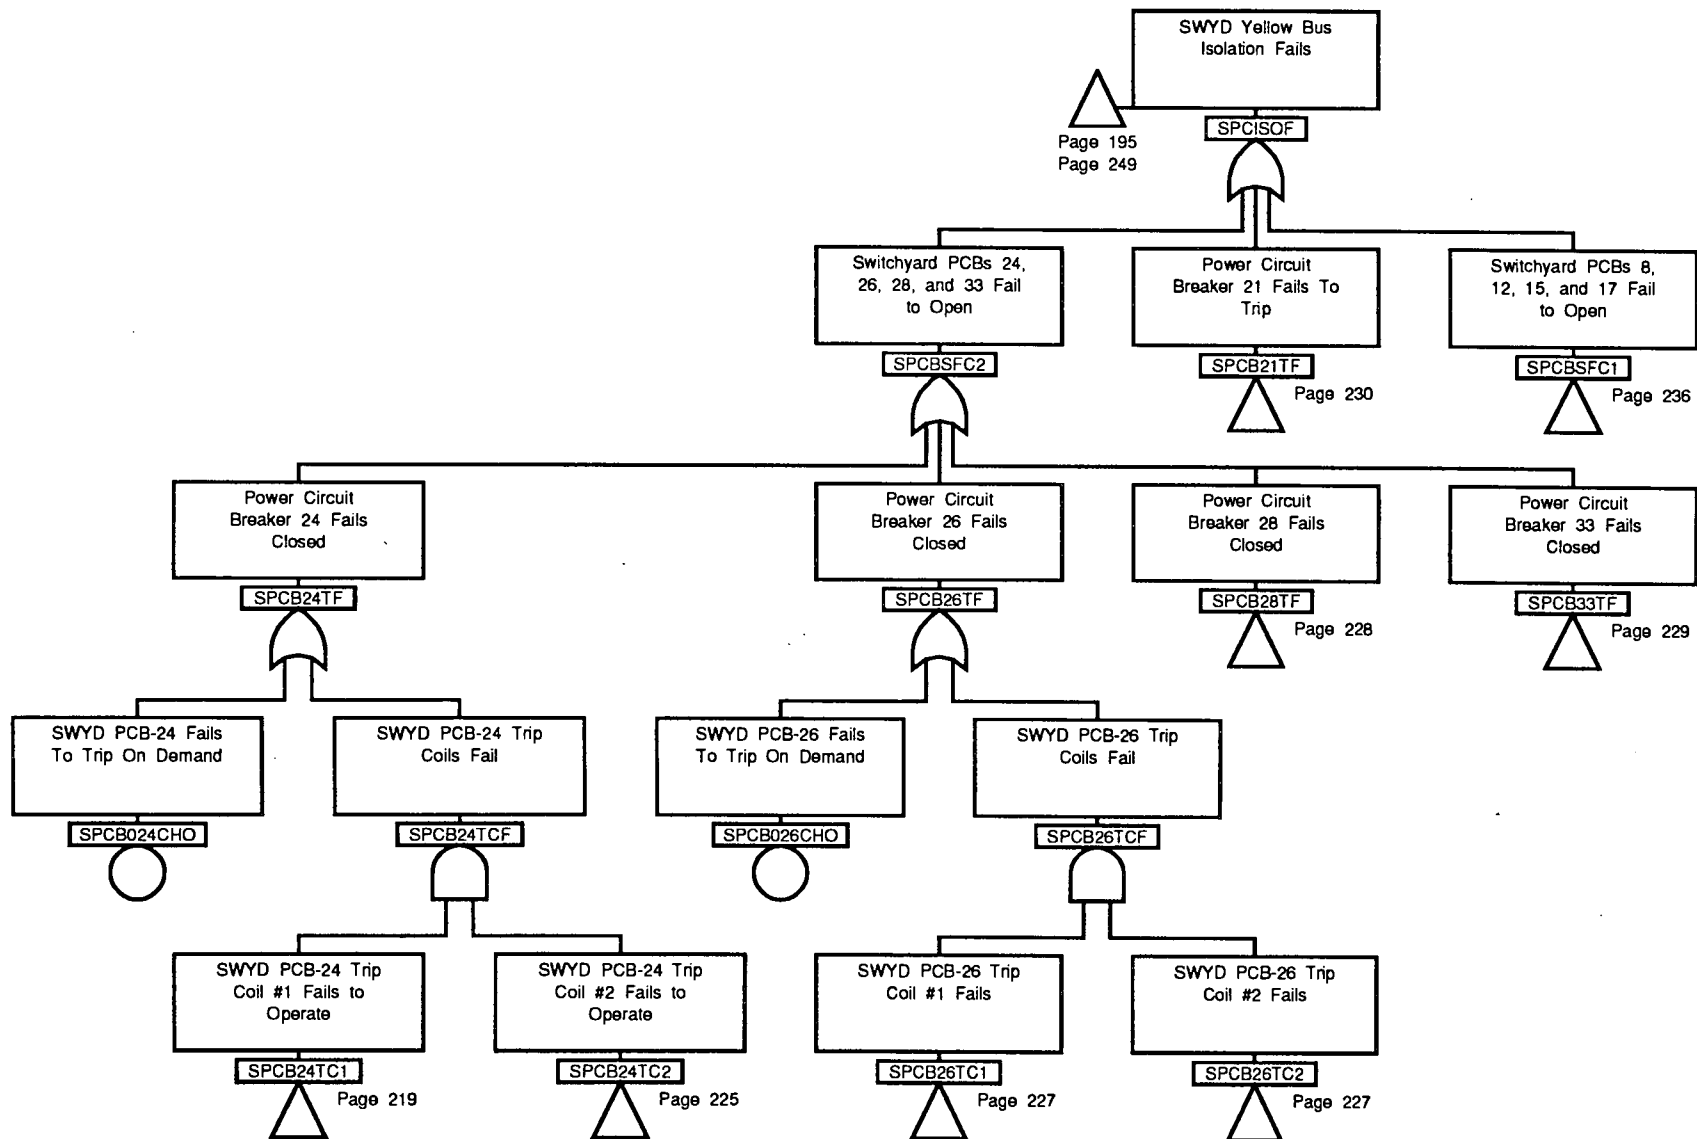 SWYD Yellow Bus
Isolation Fails
SPCISOF
Page 195
Page 249
Switchyard PCBs 24,
26, 28, and 33 Fail
to Open
SPCBSFC2
Power Circuit
Breaker 21 Fails To
Trip
SPCB21TF
Page 230
Switchyard PCBs 8,
12, 15, and 17 Fail
to Open
SPCBSFC1
Page 236
Power Circuit
Breaker 24 Fails
Closed
SPCB24TF
Power Circuit
Breaker 26 Fails
Closed
SPCB26TF
Power Circuit
Breaker 28 Fails
Closed
SPCB28TF
Page 228
Power Circuit
Breaker 33 Fails
Closed
SPCB33TF
Page 229
SWYD PCB-24 Fails
To Trip On Demand
SPCB024CHO
SWYD PCB-24 Trip
Coils Fail
SPCB24TCF
SWYD PCB-26 Fails
To Trip On Demand
SPCB026CHO
SWYD PCB-26 Trip
Coils Fail
SPCB26TCF
SWYD PCB-24 Trip
Coil #1 Fails to
Operate
SPCB24TC1
Page 219
SWYD PCB-24 Trip
Coil #2 Fails to
Operate
SPCB24TC2
Page 225
SWYD PCB-26 Trip
Coil #1 Fails
SPCB26TC1
Page 227
SWYD PCB-26 Trip
Coil #2 Fails
SPCB26TC2
Page 227